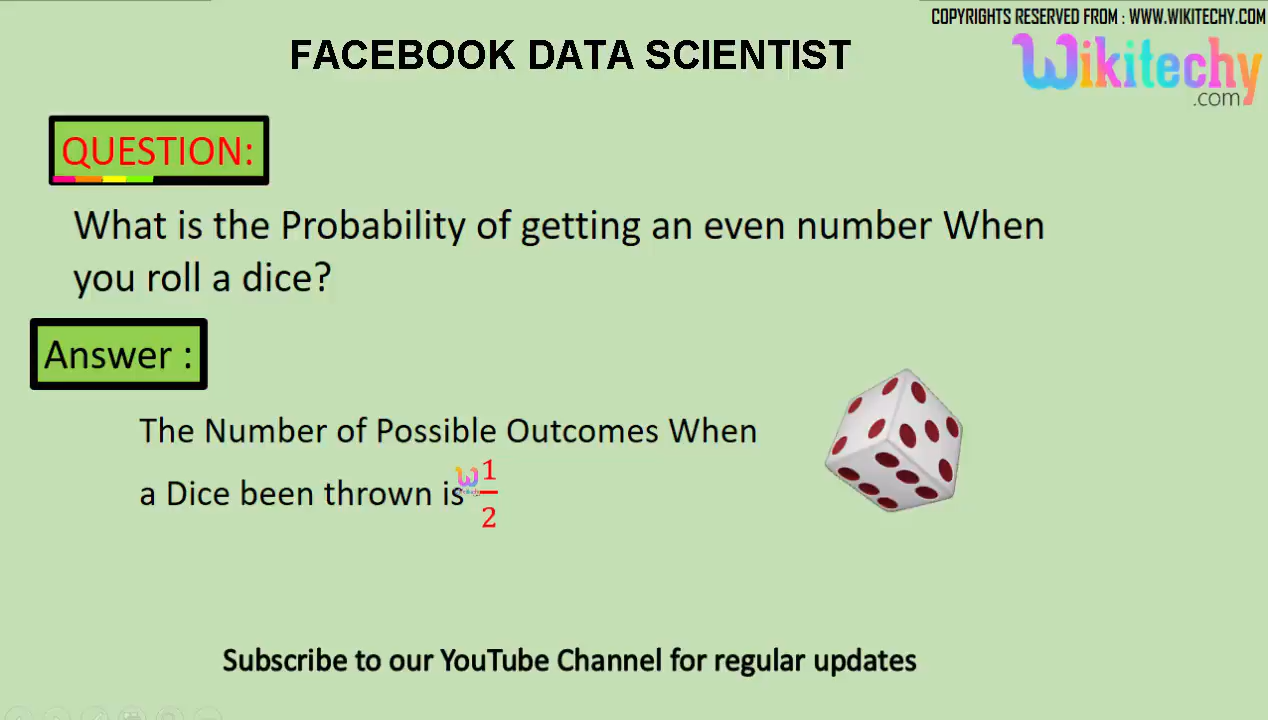 COPYRIGHTS RESERVED FROM : WWW.WIKITECHY.COM
FACEBOOK DATA SCIENTIST
Wikitechy
.com
QUESTION:
What is the Probability of getting an even number When
you roll a dice?
Answer :
The Number of Possible Outcomes When
a Dice been thrown is 1/2
Subscribe to our YouTube Channel for regular updates